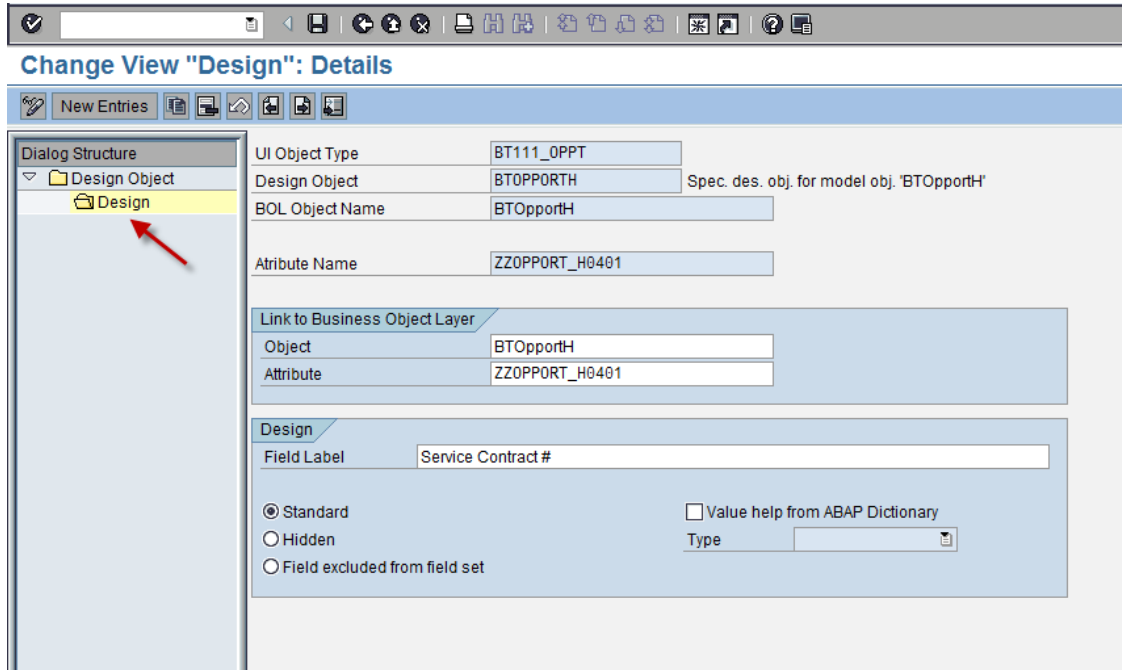 Change View "Design": Details
New Entries
Dialog Structure
Design Object
Design
UI Object Type BT111_OPPT
Design Object BTOPPORTH Spec. des. obj. for model obj. 'BTOpportH'
BOL Object Name BTOpportH
Atribute Name ZZOPPORT_H0401
Link to Business Object Layer
Object BTOpportH
Attribute ZZOPPORT_H0401
Design
Field Label Service Contract #
Standard Value help from ABAP Dictionary
Hidden Type
Field excluded from field set